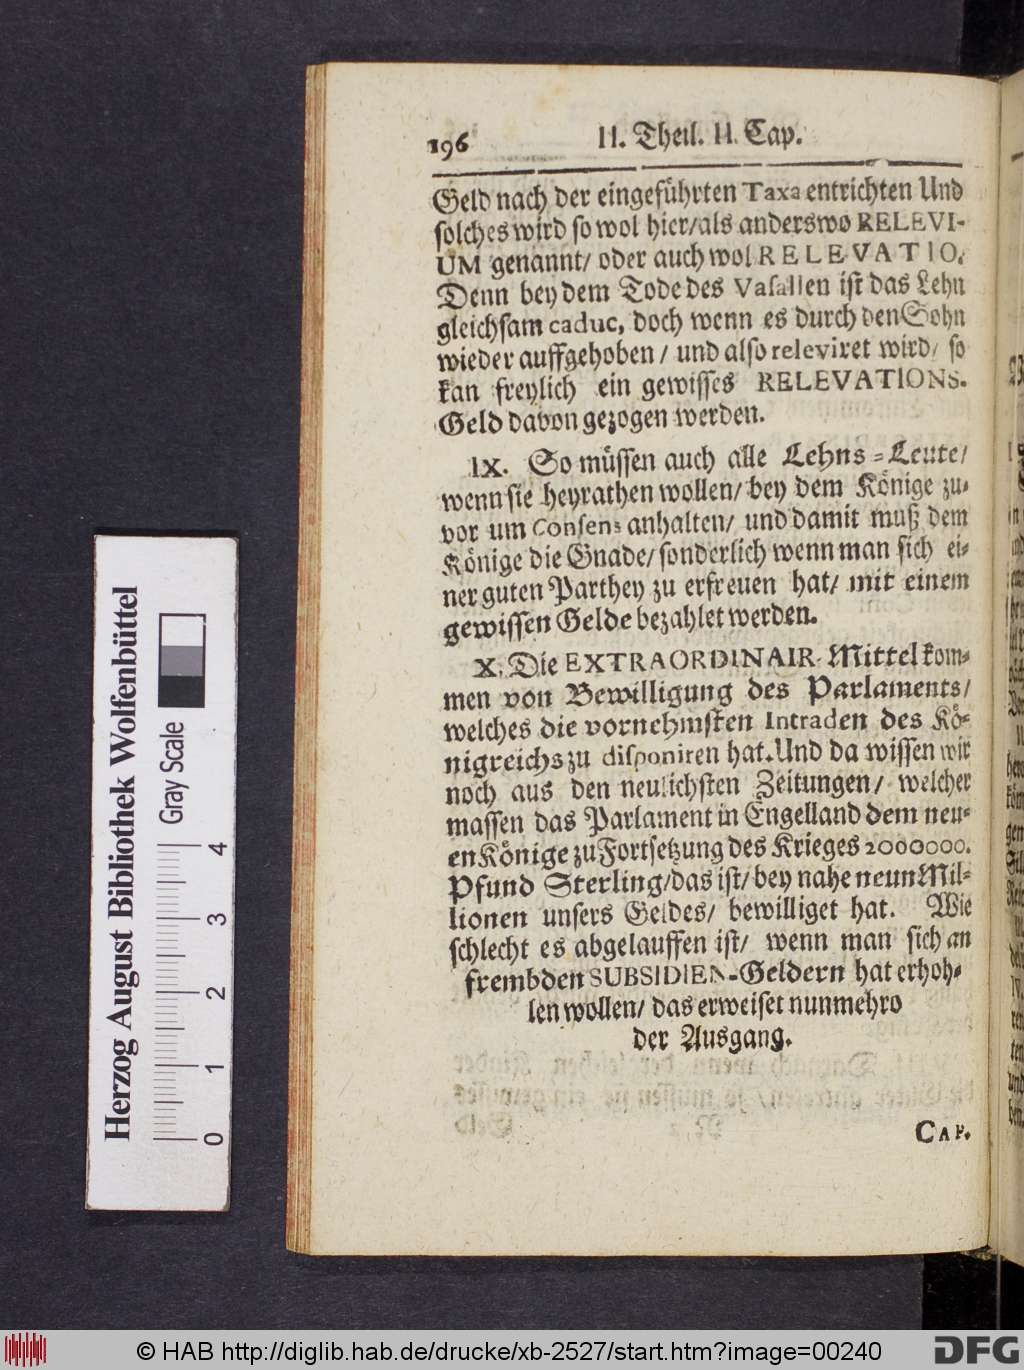 196 II. Theil. II. Cap.
Geld nach der eingeführten Taxa entrichten Und
solches wird so wol hier/als anderswo RELEVI-
UM genannt/ oder auch wol RELEVATIO.
Denn bey dem Tode des Vasallen ist das Lehn
gleichsam caduc, doch wenn es durch den Sohn
wieder auffgehoben / und also releviret wird/ so
kan freylich ein gewisses RELEVATIONS-
Geld davon gezogen werden.
IX. So müssen auch alle Lehns-Leute/
wenn sie heyrathen wollen/ bey dem Könige zu-
vor um Consens anhalten/ und damit muß dem
Könige die Gnade/ sonderlich wenn man sich ei-
ner guten Parthey zu erfreuen hat/ mit einem
gewissen Gelde bezahlet werden.
X. Die EXTRAORDINAIR-Mittel kom-
men von Bewilligung des Parlaments/
welches die vornehmsten Intraden des Kö-
nigreichs zu disponiren hat. Und da wissen wir
noch aus den neulichsten Zeitungen/ welcher
massen das Parlament in Engelland dem neu-
en Könige zu Fortsetzung des Krieges 2000000.
Pfund Sterling/das ist/ bey nahe neun Mil-
lionen unsers Geldes/ bewilliget hat. Wie
schlecht es abgelauffen ist/ wenn man sich an
frembden SUBSIDIEN-Geldern hat erhoh-
len wollen/ das erweiset nunmehro
der Ausgang.
CAP.
Herzog August Bibliothek Wolfenbüttel
Gray Scale
0 1 2 3 4
© HAB http://diglib.hab.de/drucke/xb-2527/start.htm?image=00240
DFG